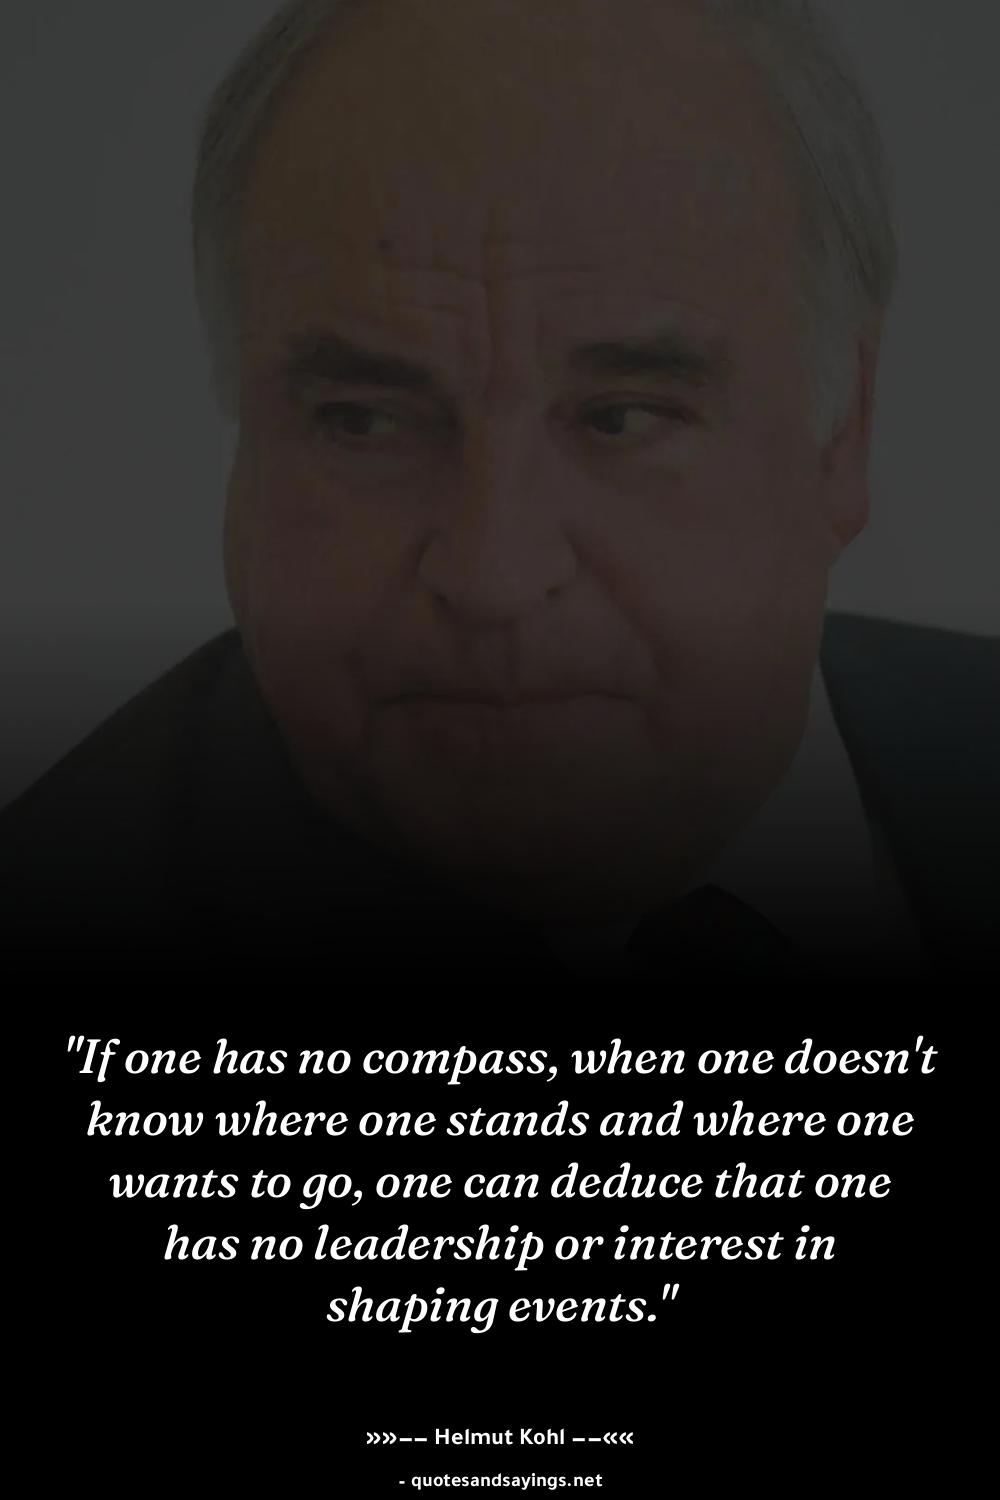 "If one has no compass, when one doesn't
know where one stands and where one
wants to go, one can deduce that one
has no leadership or interest in
shaping events."
»»−− Helmut Kohl −−««
- quotesandsayings.net